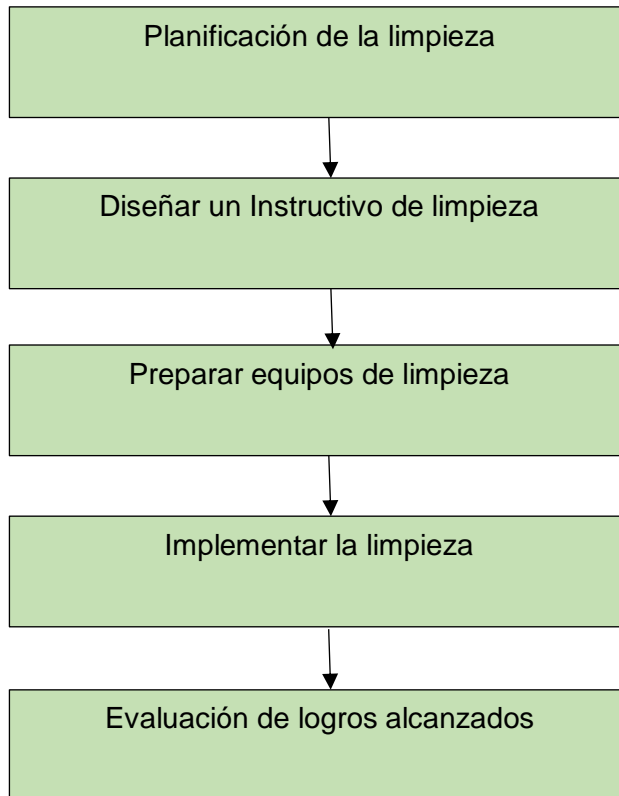 Planificación de la limpieza
Diseñar un Instructivo de limpieza
Preparar equipos de limpieza
Implementar la limpieza
Evaluación de logros alcanzados